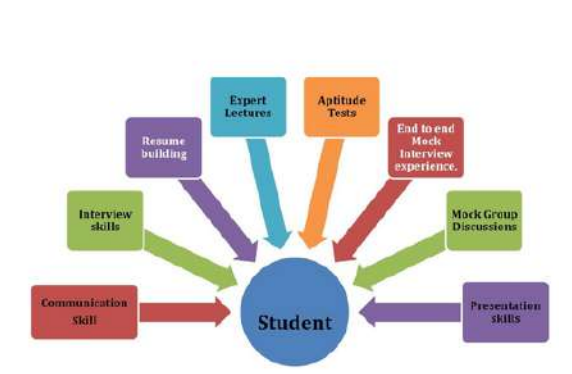 Expert
Lectures
Aptitude
Tests
Resume
building
End to end
Mock
Interview
experience.
Interview
skills
Mock Group
Discussions
Communication
Skill
Student
Presentation
skills